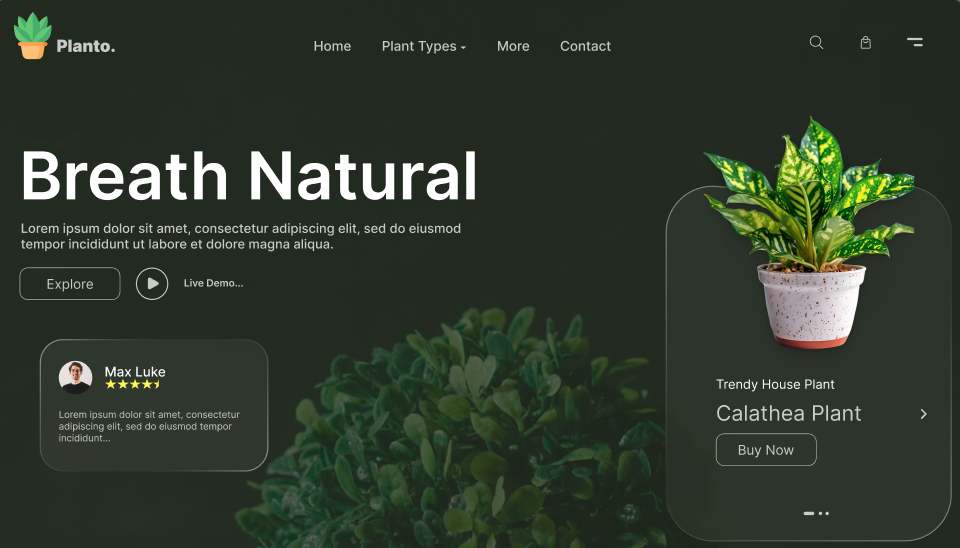 Planto.
Home
Plant Types
More
Contact
Breath Natural
Lorem ipsum dolor sit amet, consectetur adipiscing elit, sed do eiusmod
tempor incididunt ut labore et dolore magna aliqua.
Explore
Live Demo...
Max Luke
Lorem ipsum dolor sit amet, consectetur
adipiscing elit, sed do eiusmod tempor
incididunt...
Trendy House Plant
Calathea Plant
Buy Now